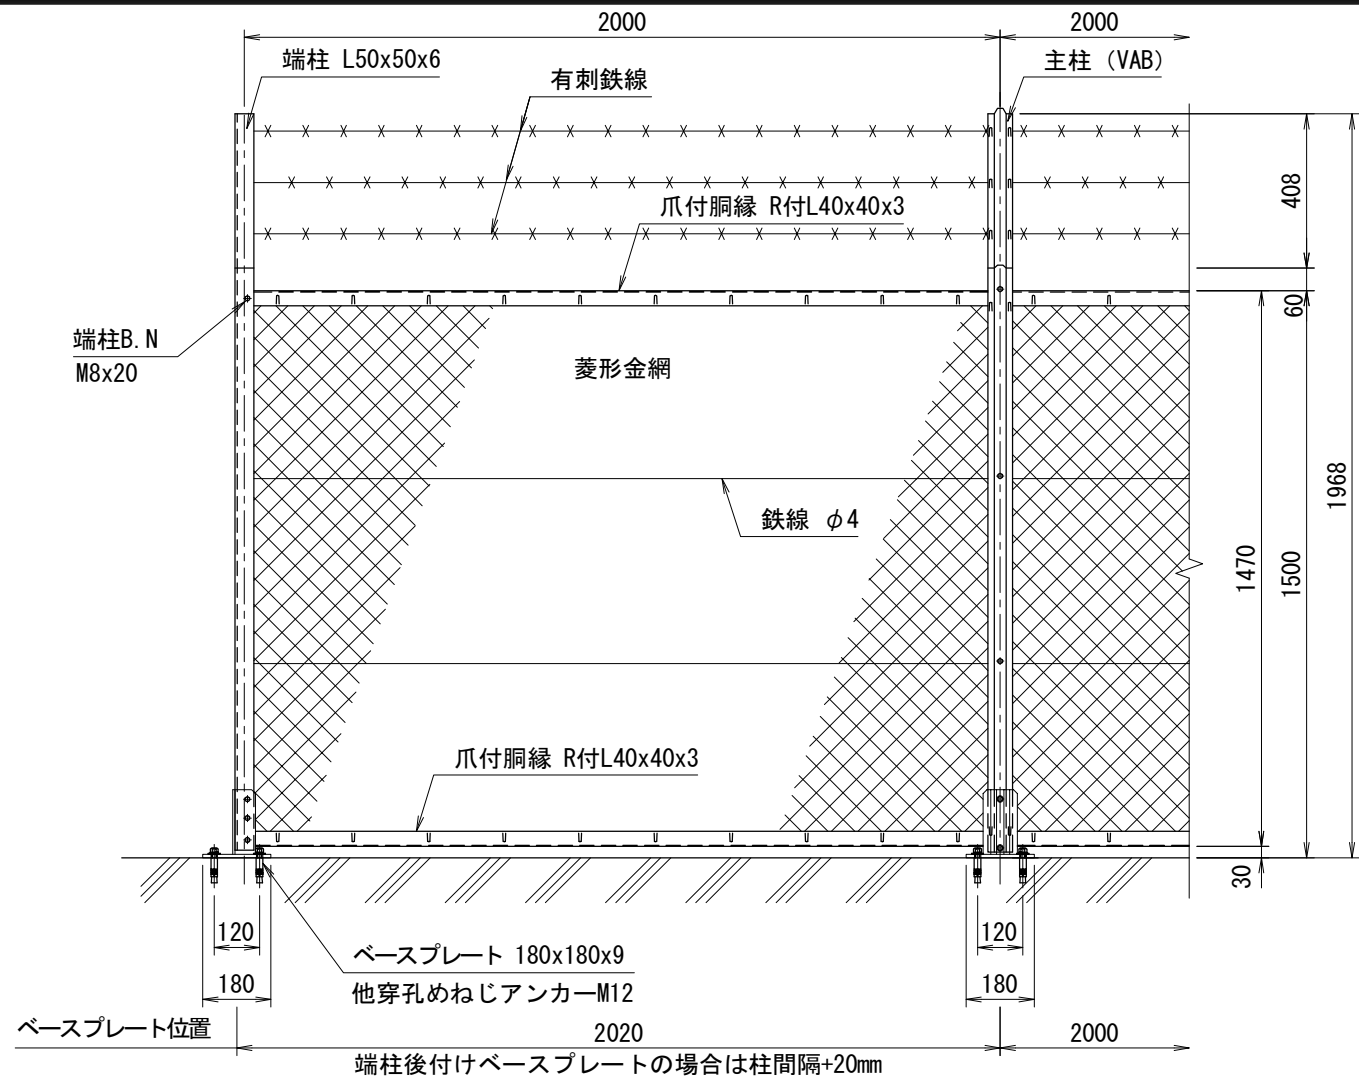 2000
2000
端柱 L50x50x6
主柱 (VAB)
有刺鉄線
爪付胴縁 R付L40x40x3
408
60
端柱B.N
M8x20
菱形金網
1968
鉄線 φ4
1470
1500
爪付胴縁 R付L40x40x3
30
120
120
ベースプレート 180x180x9
180
180
他穿孔めねじアンカーM12
ベースプレート位置
2020
2000
端柱後付けベースプレートの場合は柱間隔+20mm